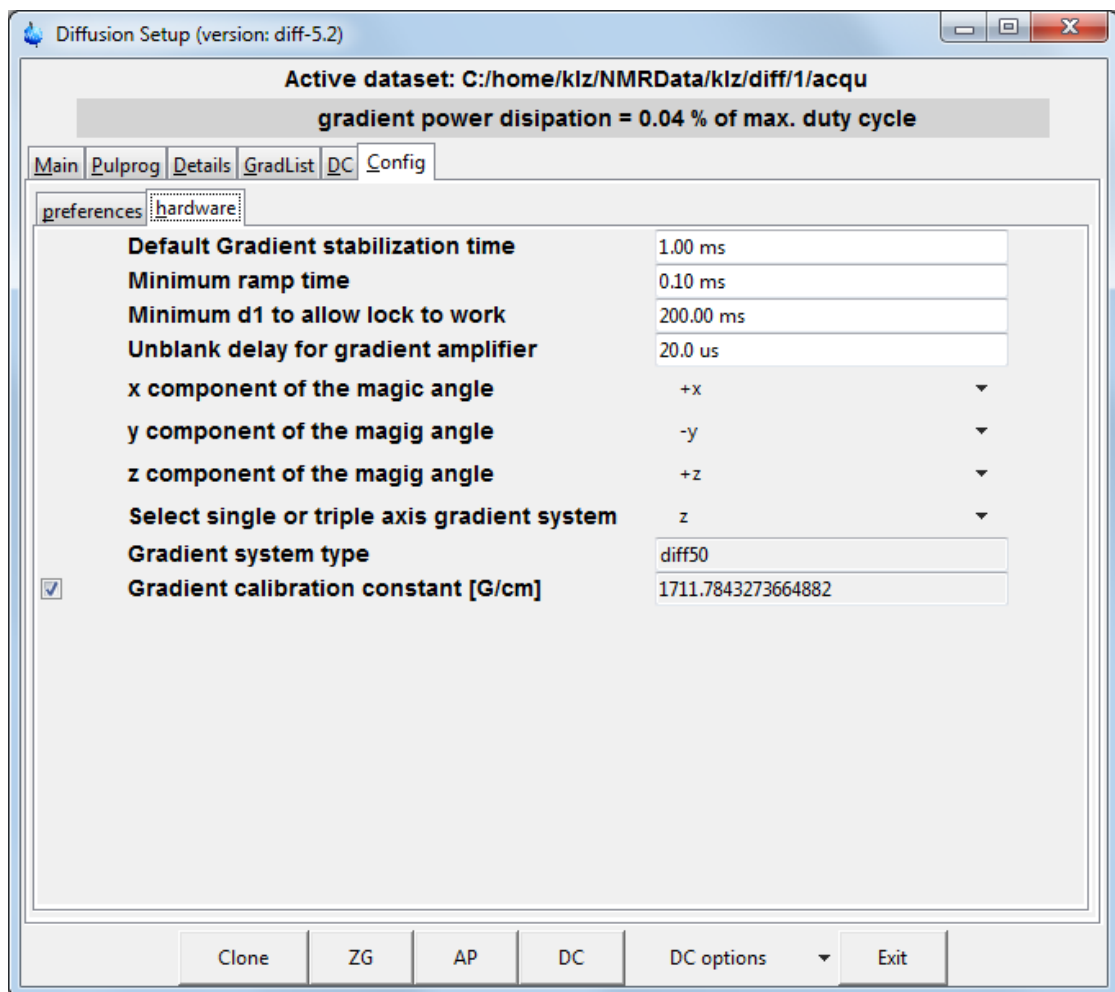 Diffusion Setup (version: diff-5.2)
Active dataset: C:/home/klz/NMRData/klz/diff/1/acqu
gradient power disipation = 0.04 % of max. duty cycle
Main Pulprog Details GradList DC Config
preferences hardware
Default Gradient stabilization time 1.00 ms
Minimum ramp time 0.10 ms
Minimum d1 to allow lock to work 200.00 ms
Unblank delay for gradient amplifier 20.0 us
x component of the magic angle +x
y component of the magig angle -y
z component of the magig angle +z
Select single or triple axis gradient system z
Gradient system type diff50
Gradient calibration constant [G/cm] 1711.7843273664882
Clone ZG AP DC DC options Exit